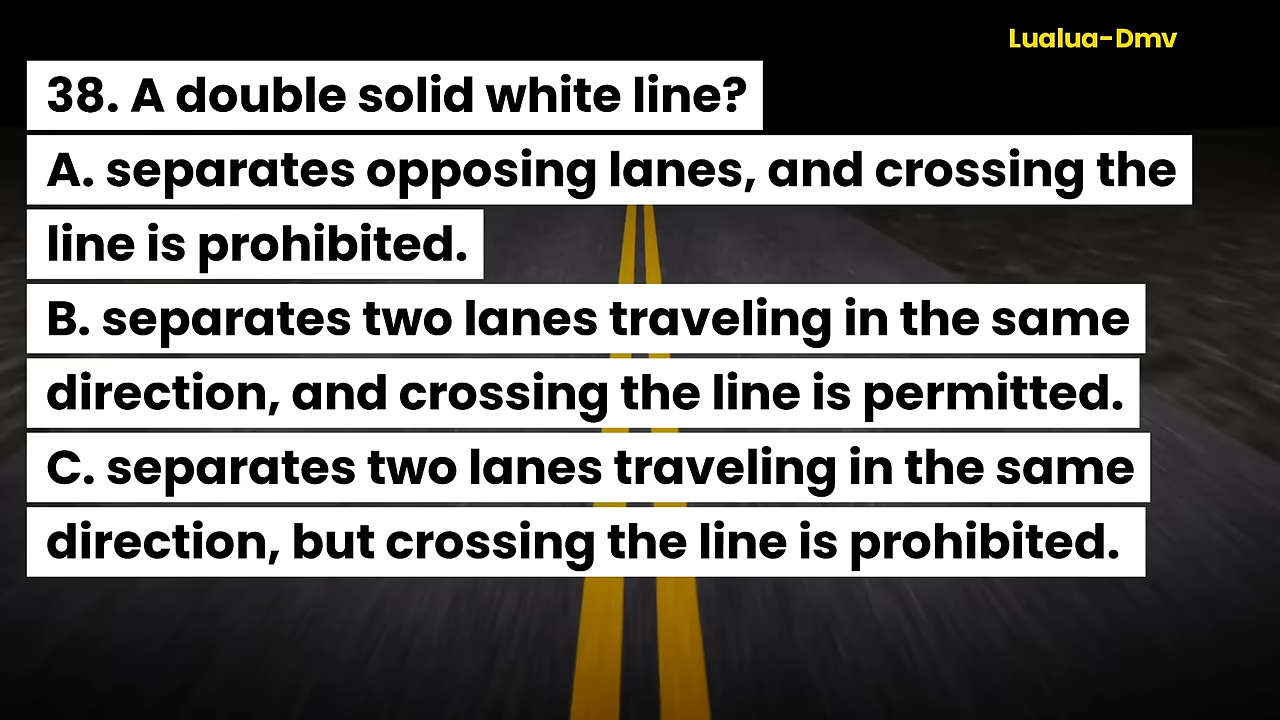 Lualua-Dmv
38. A double solid white line?
A. separates opposing lanes, and crossing the
line is prohibited.
B. separates two lanes traveling in the same
direction, and crossing the line is permitted.
C. separates two lanes traveling in the same
direction, but crossing the line is prohibited.